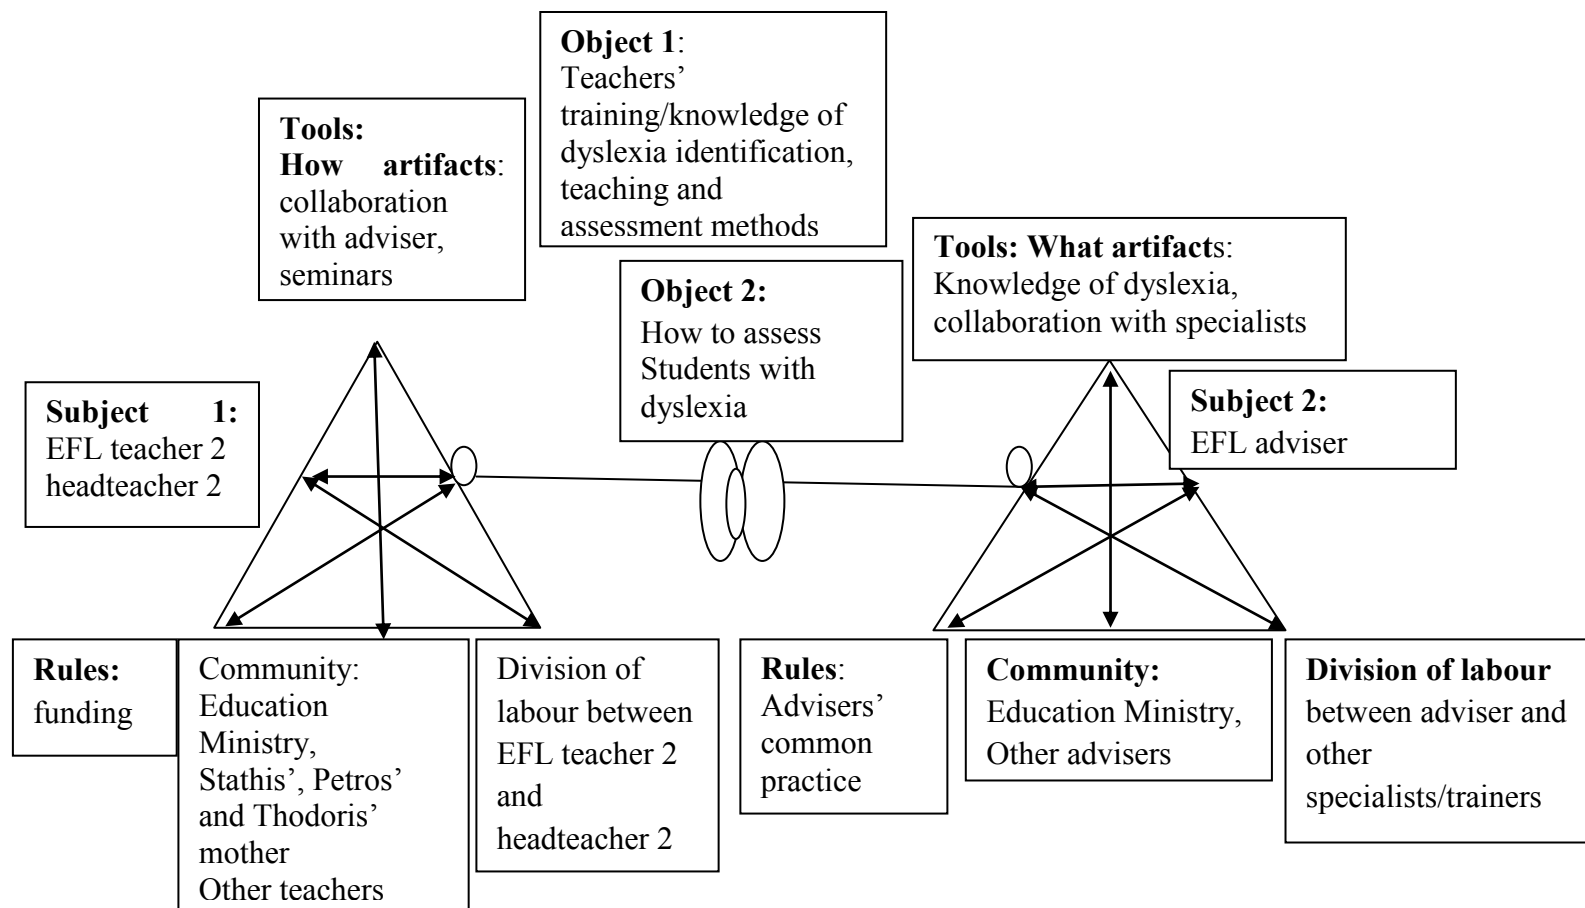 Object 1:
Teachers’
training/knowledge of
dyslexia identification,
teaching and
assessment methods
Tools:
How artifacts:
collaboration
with adviser,
seminars
Tools: What artifacts:
Knowledge of dyslexia,
collaboration with specialists
Object 2:
How to assess
Students with
dyslexia
Subject 1:
EFL teacher 2
headteacher 2
Subject 2:
EFL adviser
Rules:
funding
Community:
Education
Ministry,
Stathis’, Petros’
and Thodoris’
mother
Other teachers
Division of
labour between
EFL teacher 2
and
headteacher 2
Rules:
Advisers’
common
practice
Community:
Education Ministry,
Other advisers
Division of labour
between adviser and
other
specialists/trainers